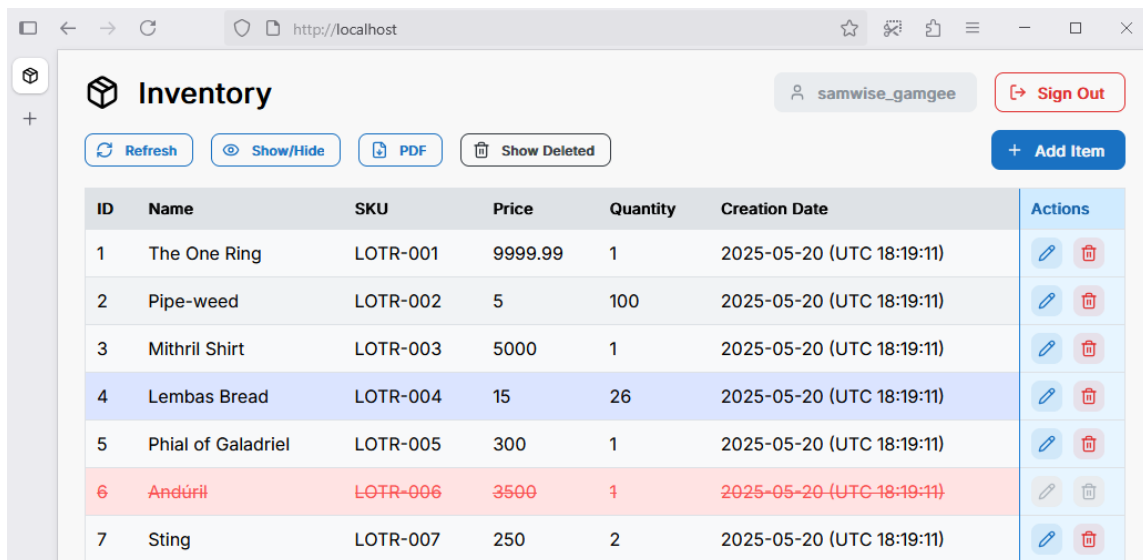 http://localhost
Inventory samwise_gamgee Sign Out
Refresh Show/Hide PDF Show Deleted + Add Item
ID Name SKU Price Quantity Creation Date Actions
1 The One Ring LOTR-001 9999.99 1 2025-05-20 (UTC 18:19:11)
2 Pipe-weed LOTR-002 5 100 2025-05-20 (UTC 18:19:11)
3 Mithril Shirt LOTR-003 5000 1 2025-05-20 (UTC 18:19:11)
4 Lembas Bread LOTR-004 15 26 2025-05-20 (UTC 18:19:11)
5 Phial of Galadriel LOTR-005 300 1 2025-05-20 (UTC 18:19:11)
6 Andúril LOTR-006 3500 1 2025-05-20 (UTC 18:19:11)
7 Sting LOTR-007 250 2 2025-05-20 (UTC 18:19:11)